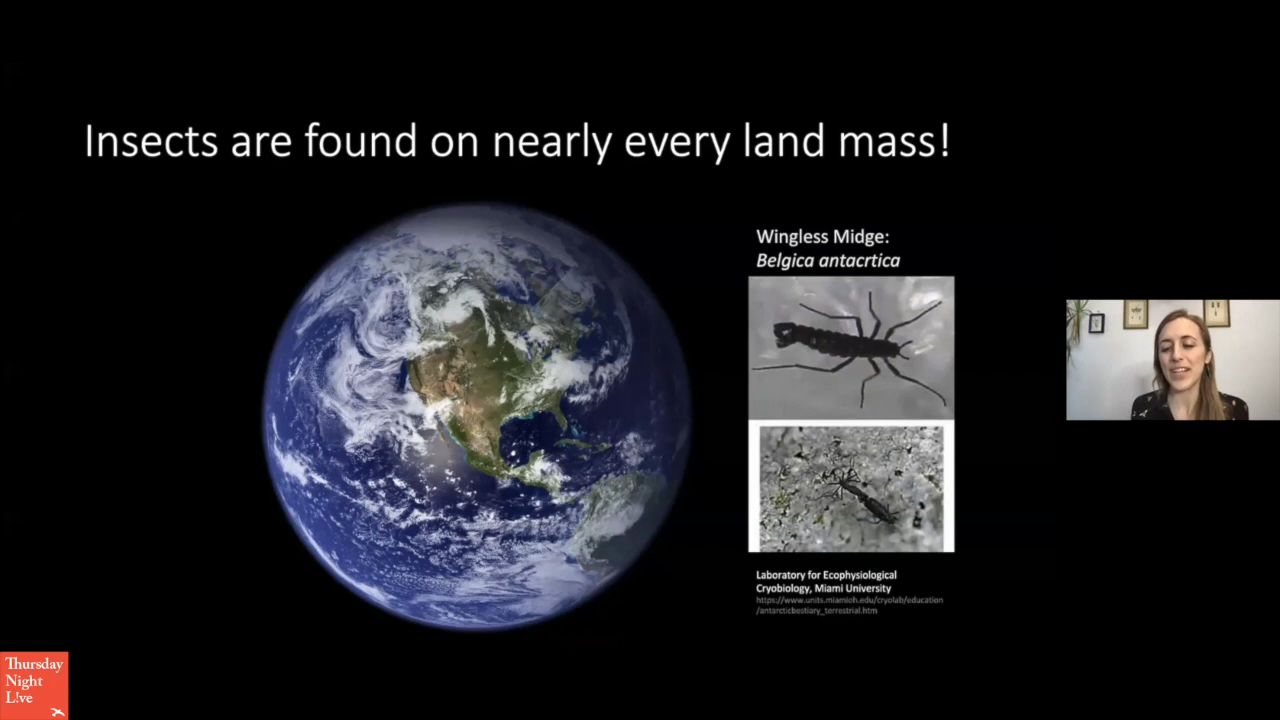 Insects are found on nearly every land mass!
Wingless Midge:
Belgica antacrtica
Laboratory for Ecophysiological
Cryobiology, Miami University
https://www.units.miamioh.edu/cryolab/education
/antarcticbestiary_terrestrial.htm
Thursday
Night
L!ve